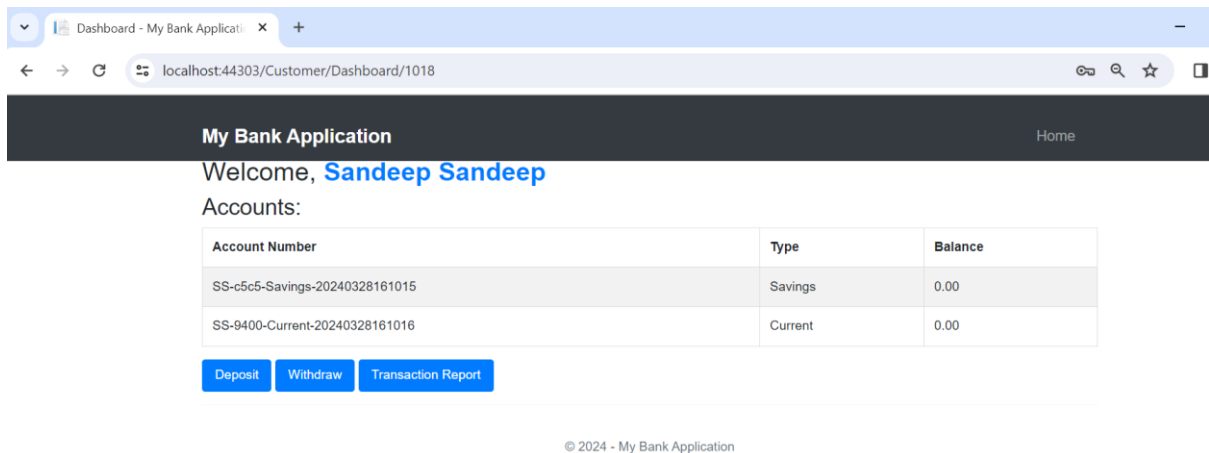 Dashboard - My Bank Applicati
localhost:44303/Customer/Dashboard/1018
My Bank Application Home
Welcome, Sandeep Sandeep
Accounts:
Account Number Type Balance
SS-c5c5-Savings-20240328161015 Savings 0.00
SS-9400-Current-20240328161016 Current 0.00
Deposit Withdraw Transaction Report
© 2024 - My Bank Application